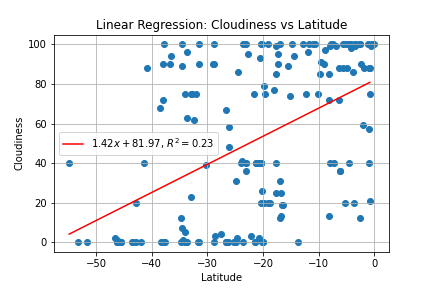 Linear Regression: Cloudiness vs Latitude
100
80
60
40
20
0
Cloudiness
1.42x + 81.97, R² = 0.23
−50 −40 −30 −20 −10 0
Latitude